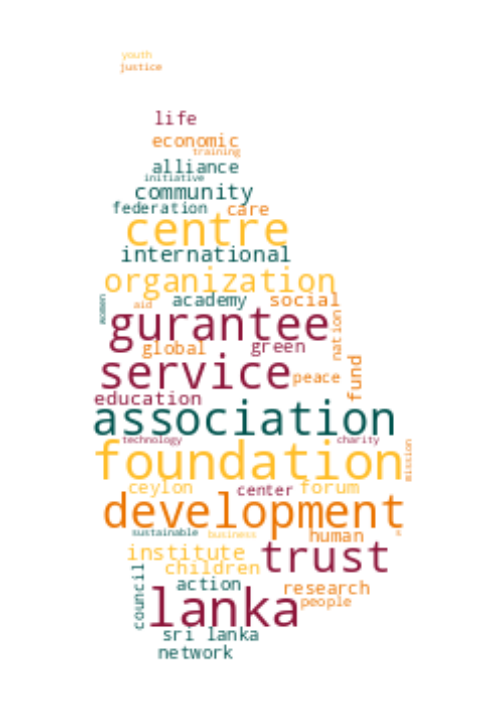 youth
justice
life
economic
training
alliance
initiative
community
federation care
centre
international
organization
women aid academy social
gurantee
nation
global green
service peace fund
education
association
technology charity
foundation
mission
ceylon center forum
development
sustainable business s
human
institute trust
children
action
council research
lanka people
sri lanka
network